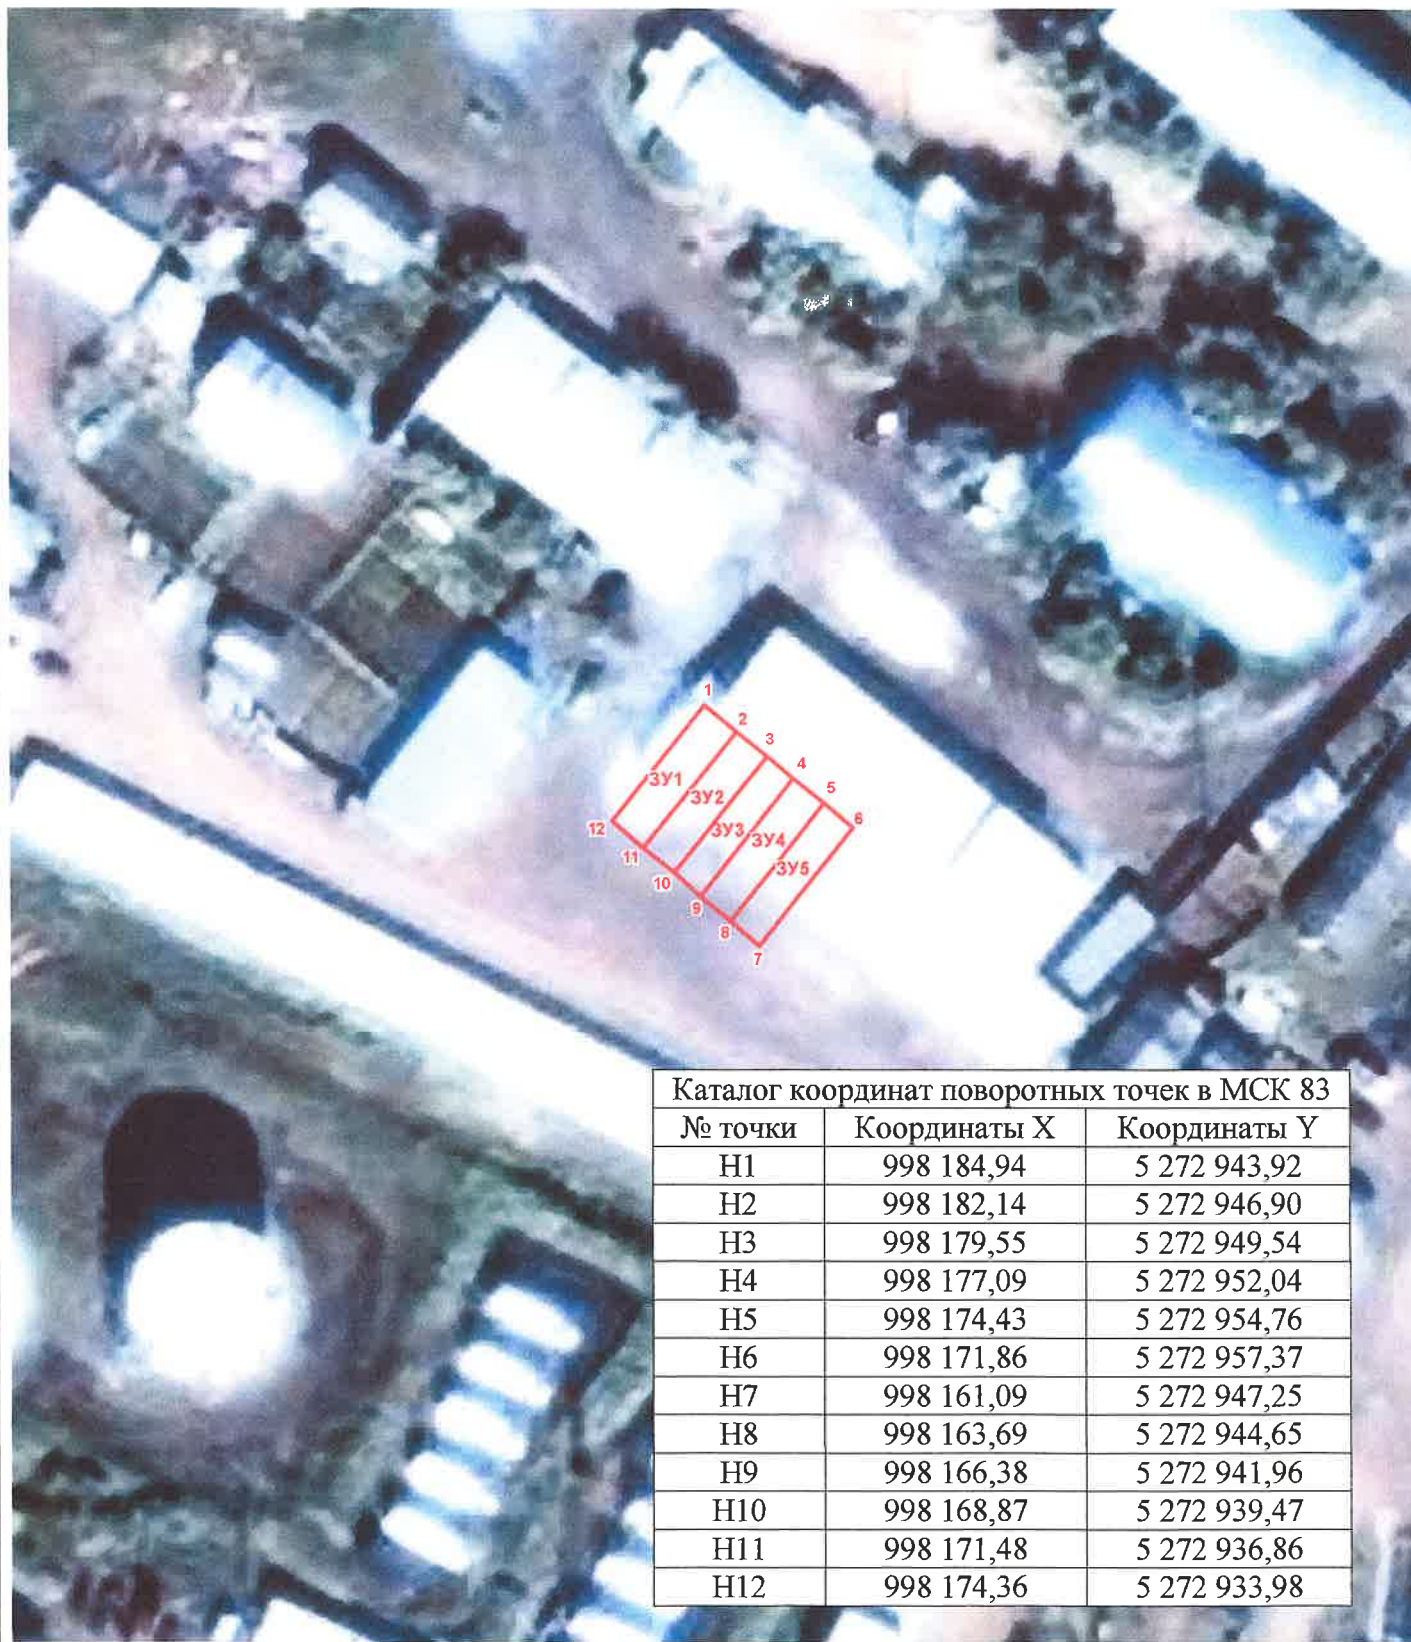 1
2
3
4
5
6
ЗУ1
ЗУ2
ЗУ3
ЗУ4
ЗУ5
12
11
10
9
8
7
Каталог координат поворотных точек в МСК 83
№ точки Координаты X Координаты Y
Н1 998 184,94 5 272 943,92
Н2 998 182,14 5 272 946,90
Н3 998 179,55 5 272 949,54
Н4 998 177,09 5 272 952,04
Н5 998 174,43 5 272 954,76
Н6 998 171,86 5 272 957,37
Н7 998 161,09 5 272 947,25
Н8 998 163,69 5 272 944,65
Н9 998 166,38 5 272 941,96
Н10 998 168,87 5 272 939,47
Н11 998 171,48 5 272 936,86
Н12 998 174,36 5 272 933,98